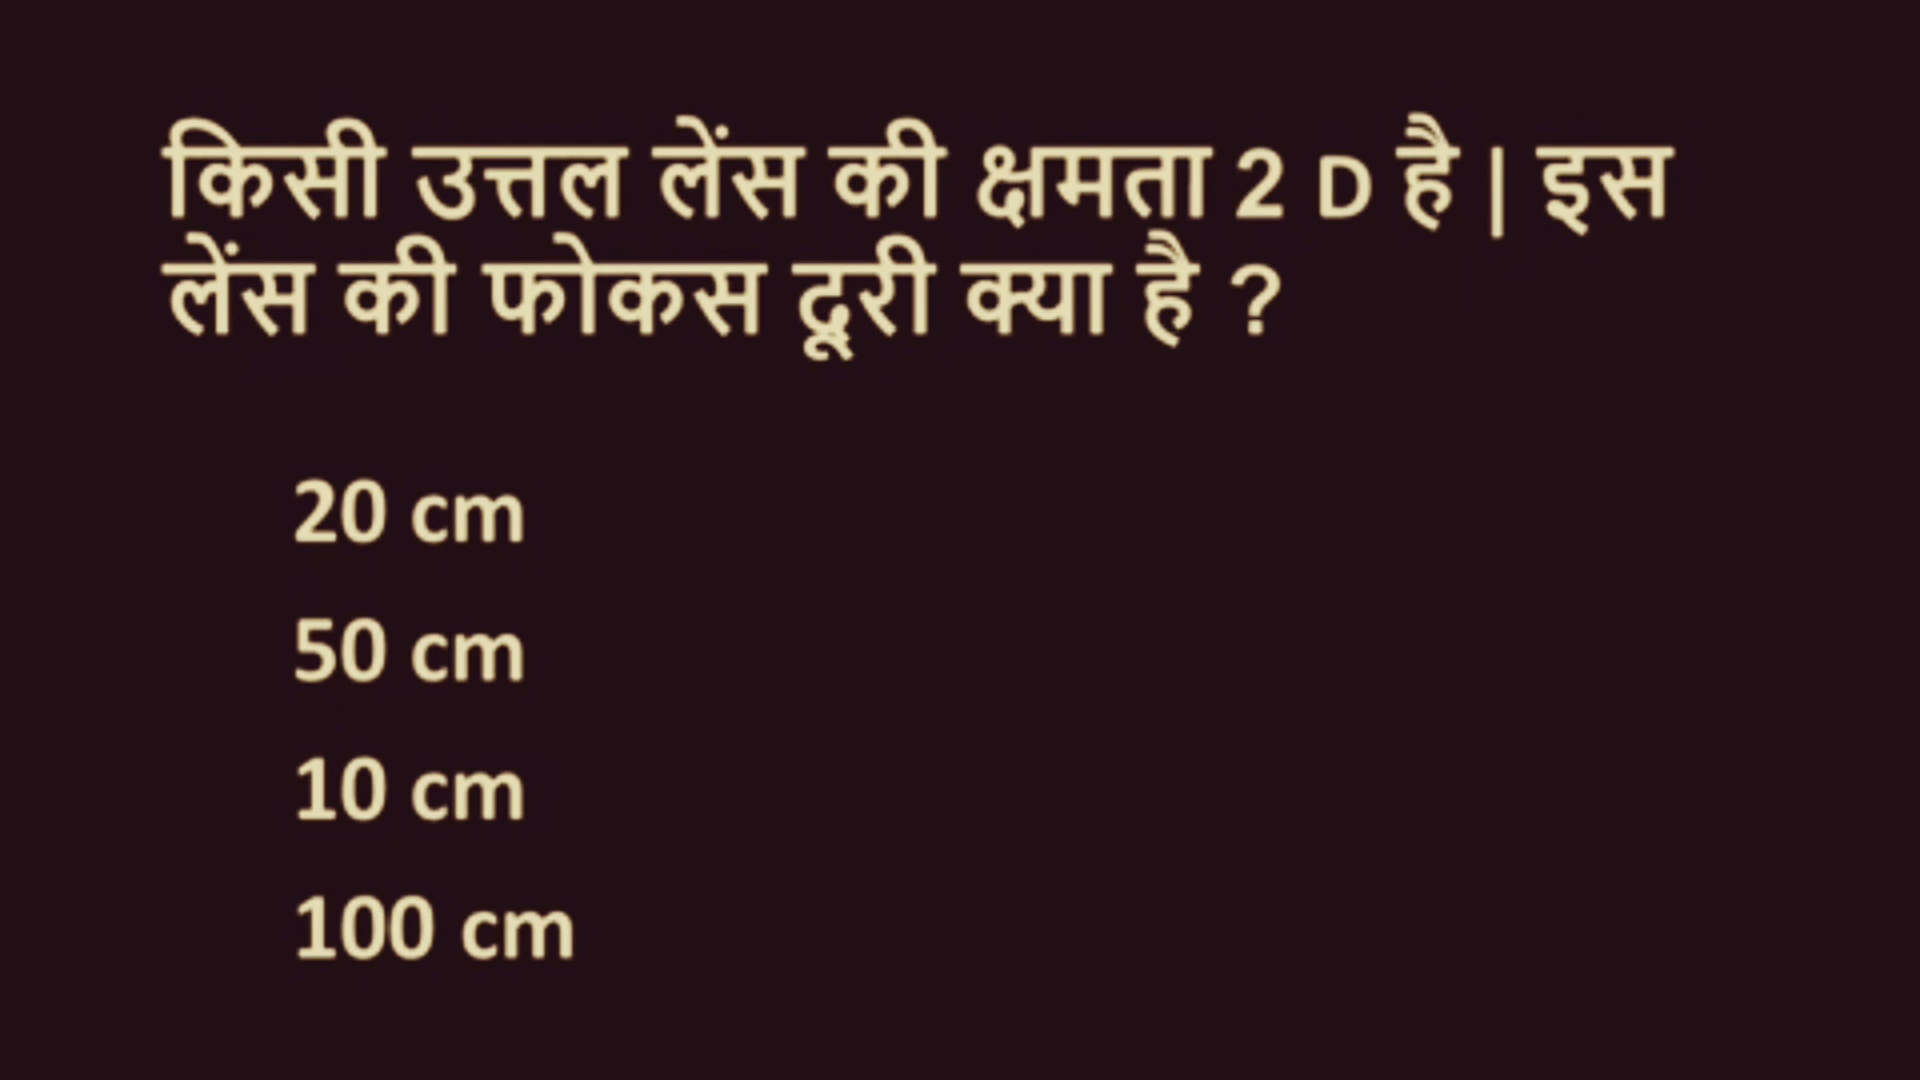 किसी उत्तल लेंस की क्षमता 2 D है | इस
लेंस की फोकस दूरी क्या है ?
20 cm
50 cm
10 cm
100 cm